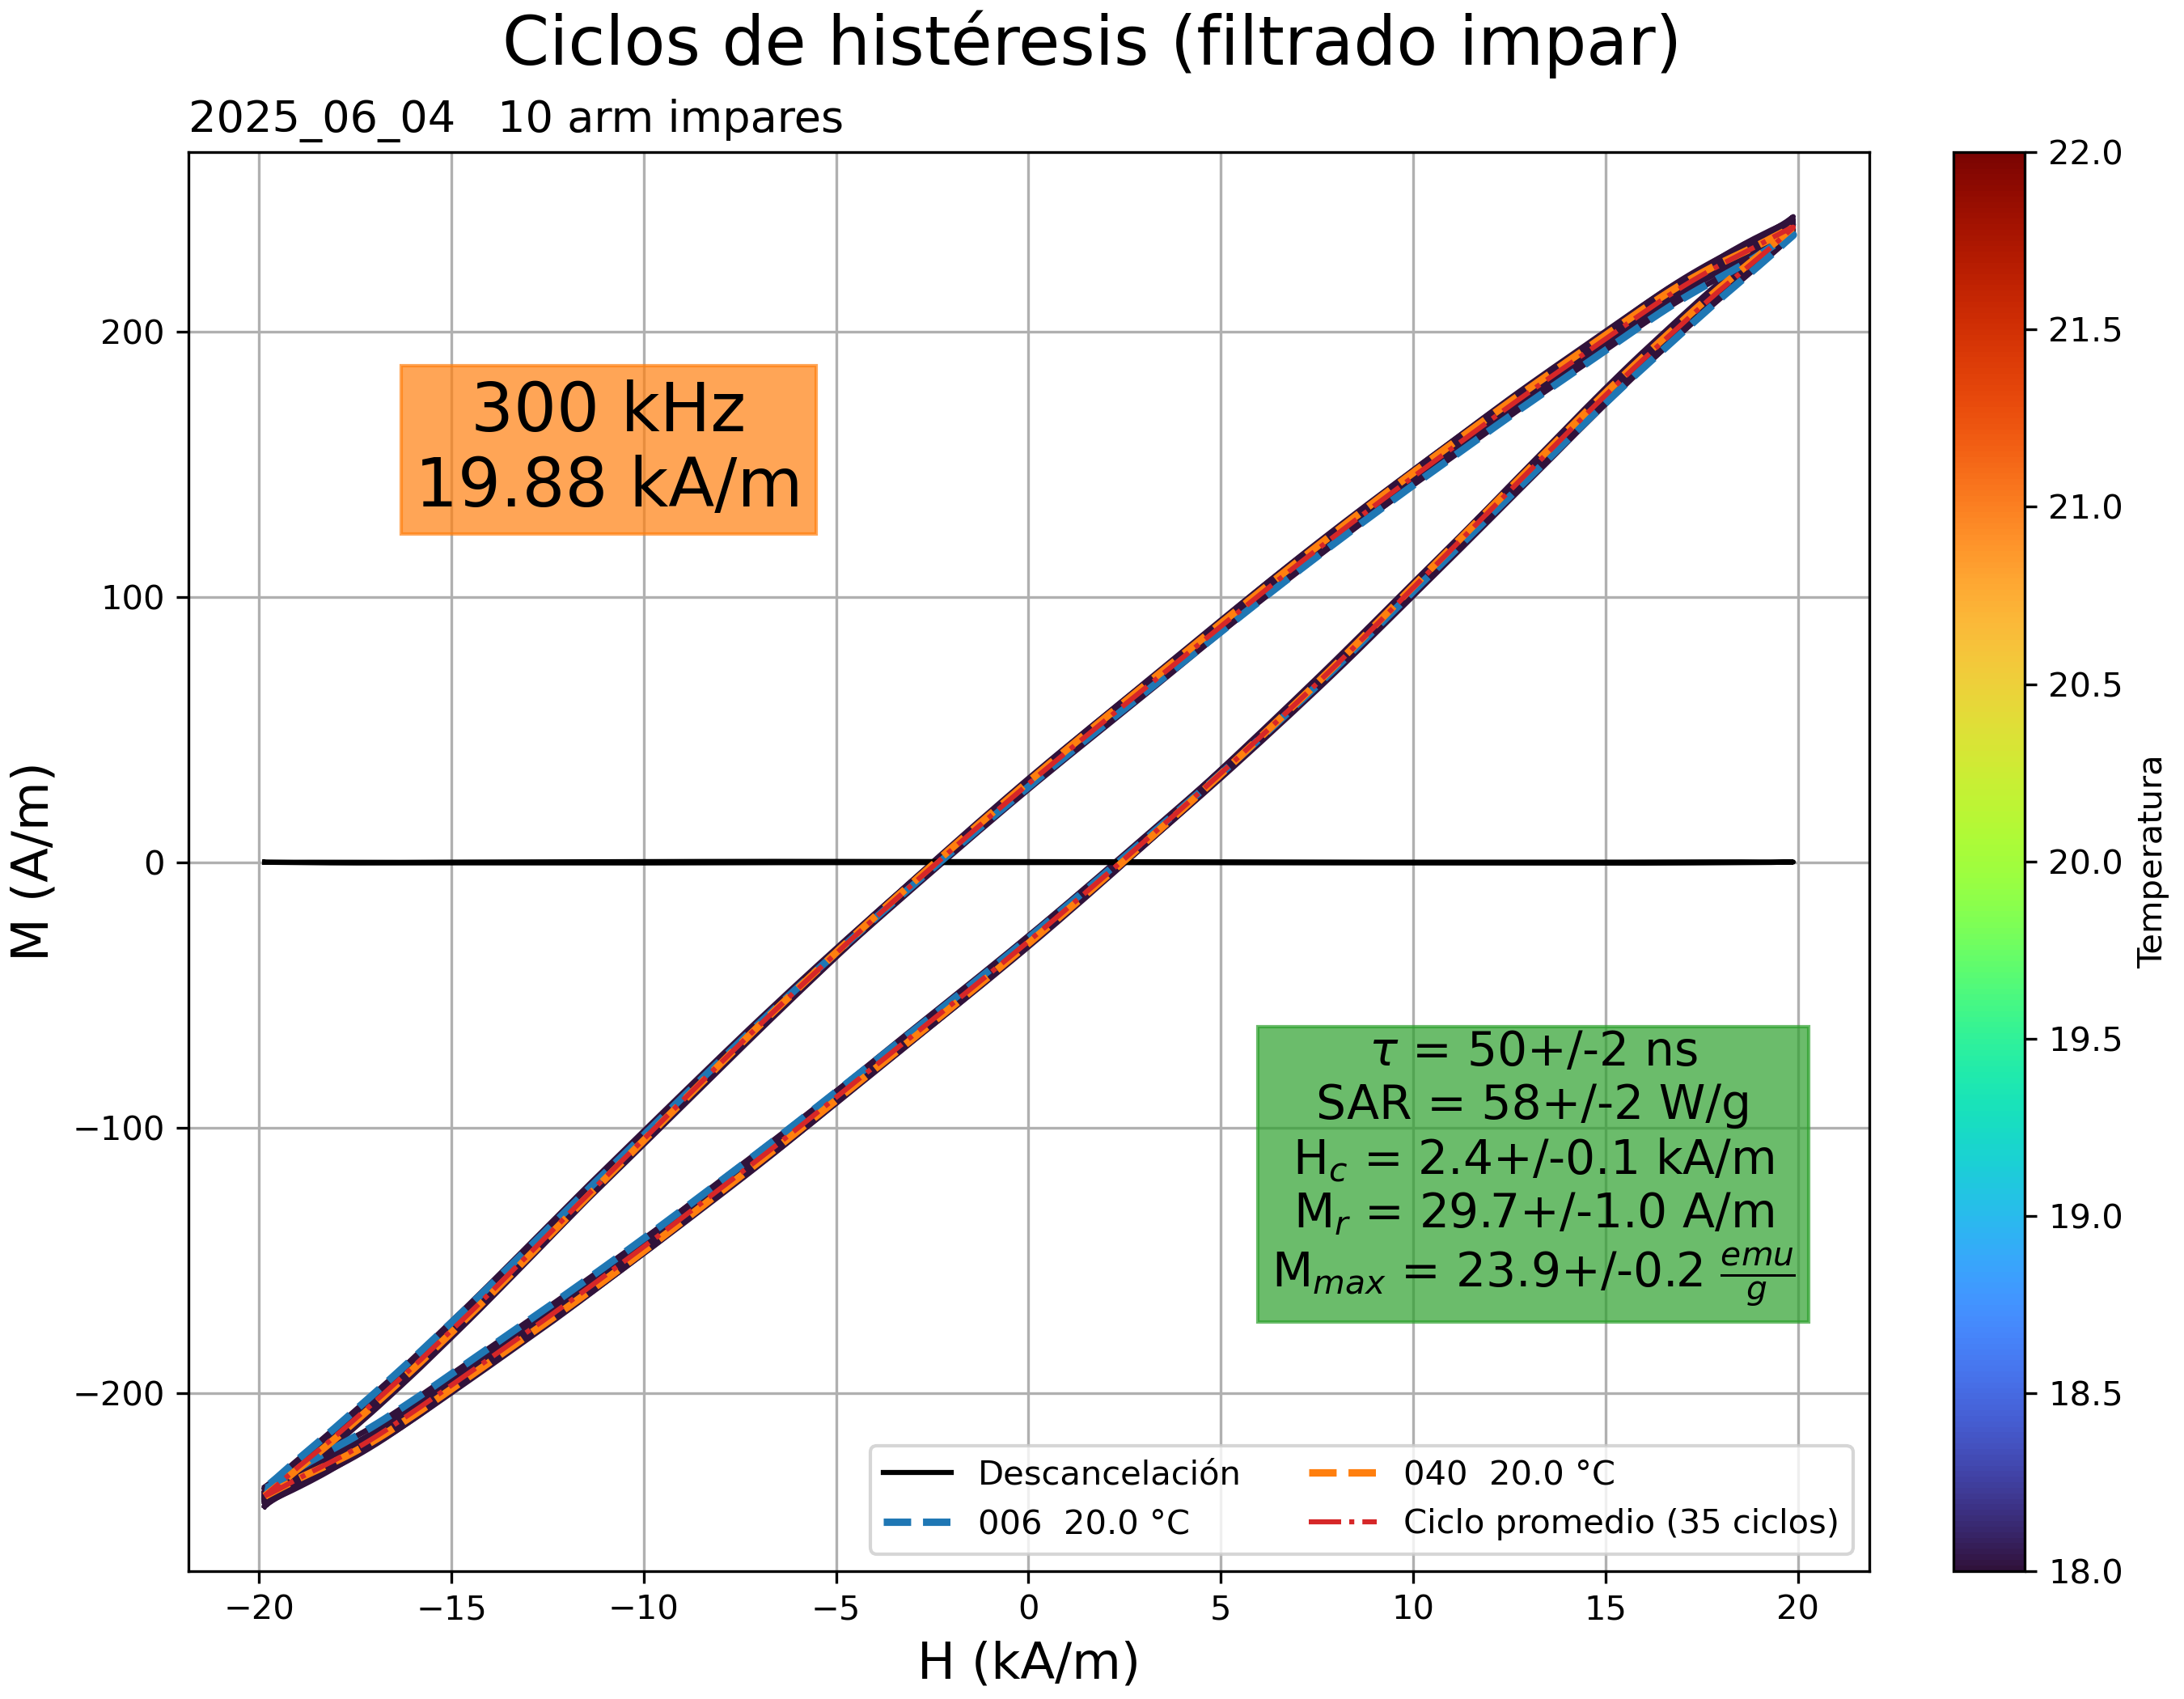 Ciclos de histéresis (filtrado impar)
2025_06_04   10 arm impares
300 kHz
19.88 kA/m
τ = 50+/-2 ns
SAR = 58+/-2 W/g
H_c = 2.4+/-0.1 kA/m
M_r = 29.7+/-1.0 A/m
M_max = 23.9+/-0.2 emu/g
Descancelación
006  20.0 °C
040  20.0 °C
Ciclo promedio (35 ciclos)
M (A/m)
200
100
0
−100
−200
−20
−15
−10
−5
0
5
10
15
20
H (kA/m)
22.0
21.5
21.0
20.5
20.0
19.5
19.0
18.5
18.0
Temperatura